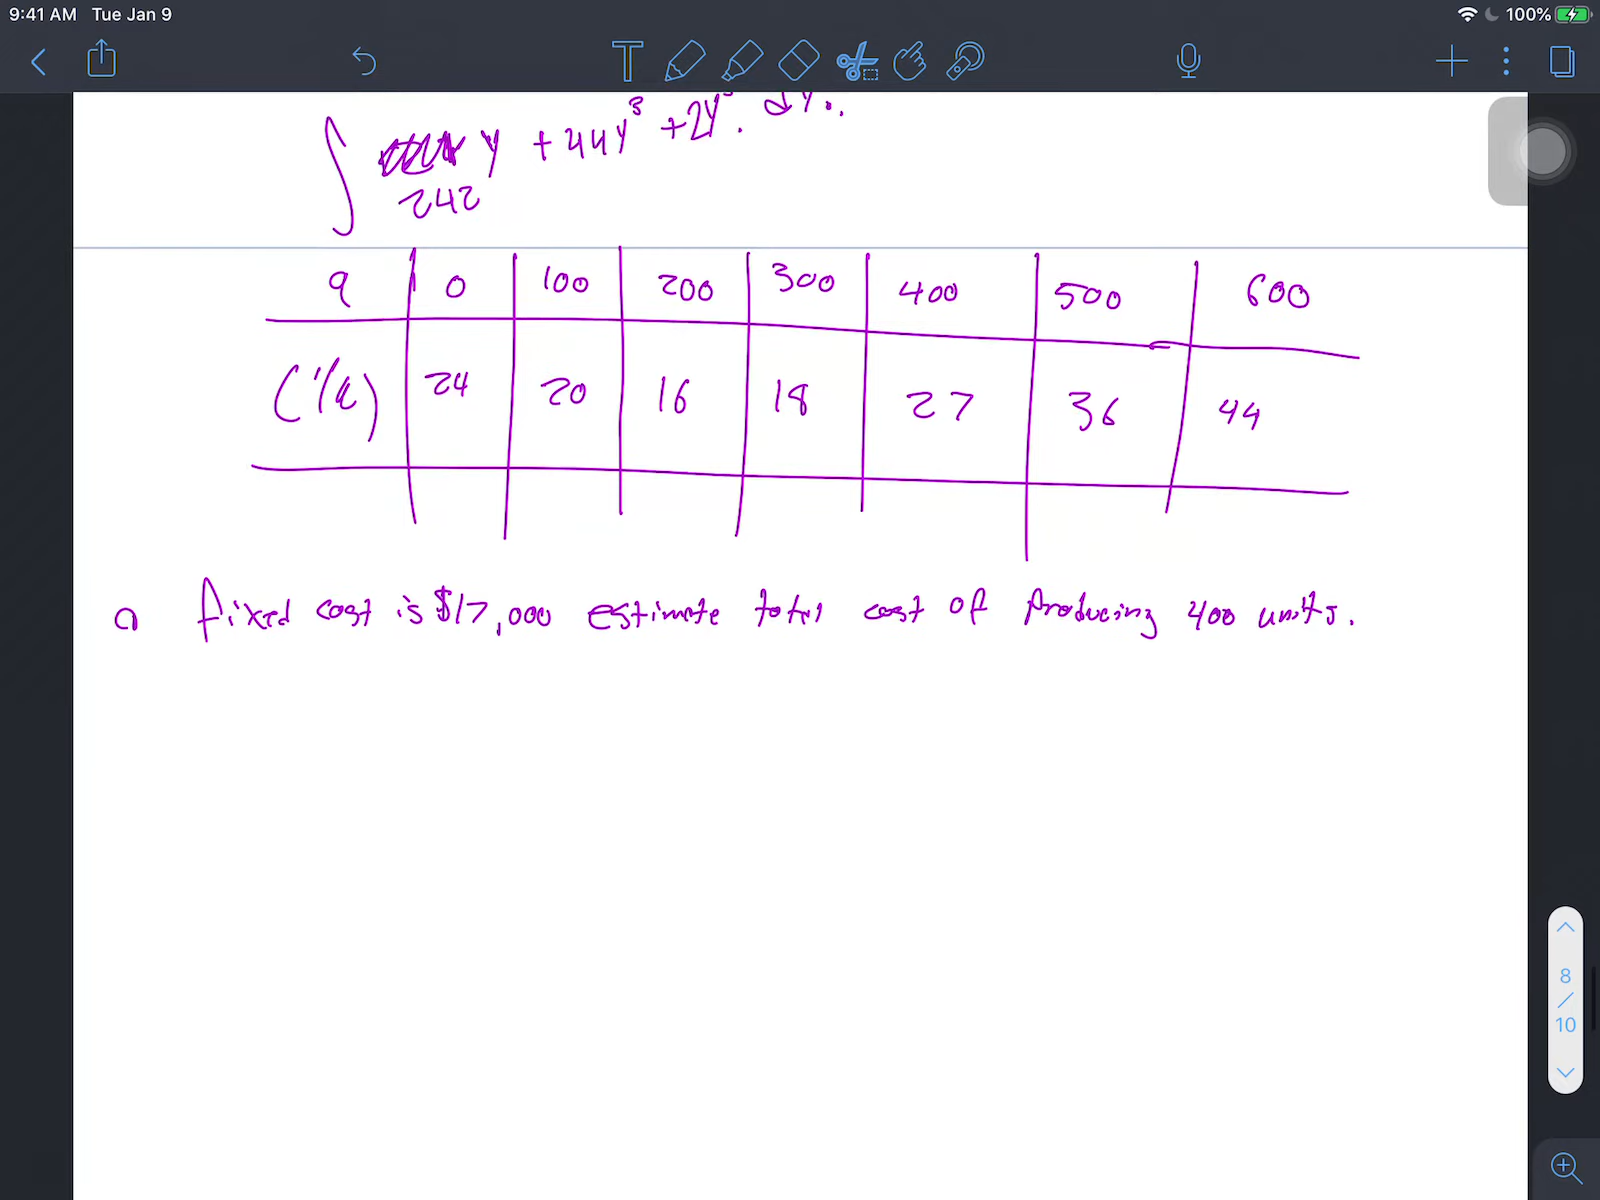 9:41 AM Tue Jan 9
100%
T
∫ y + 44y³ + 2y⁵. dy.
242
q 0 100 200 300 400 500 600
C'(q) 24 20 16 18 27 36 44
a fixed cost is $17,000 estimate total cost of producing 400 units.
8
/
10